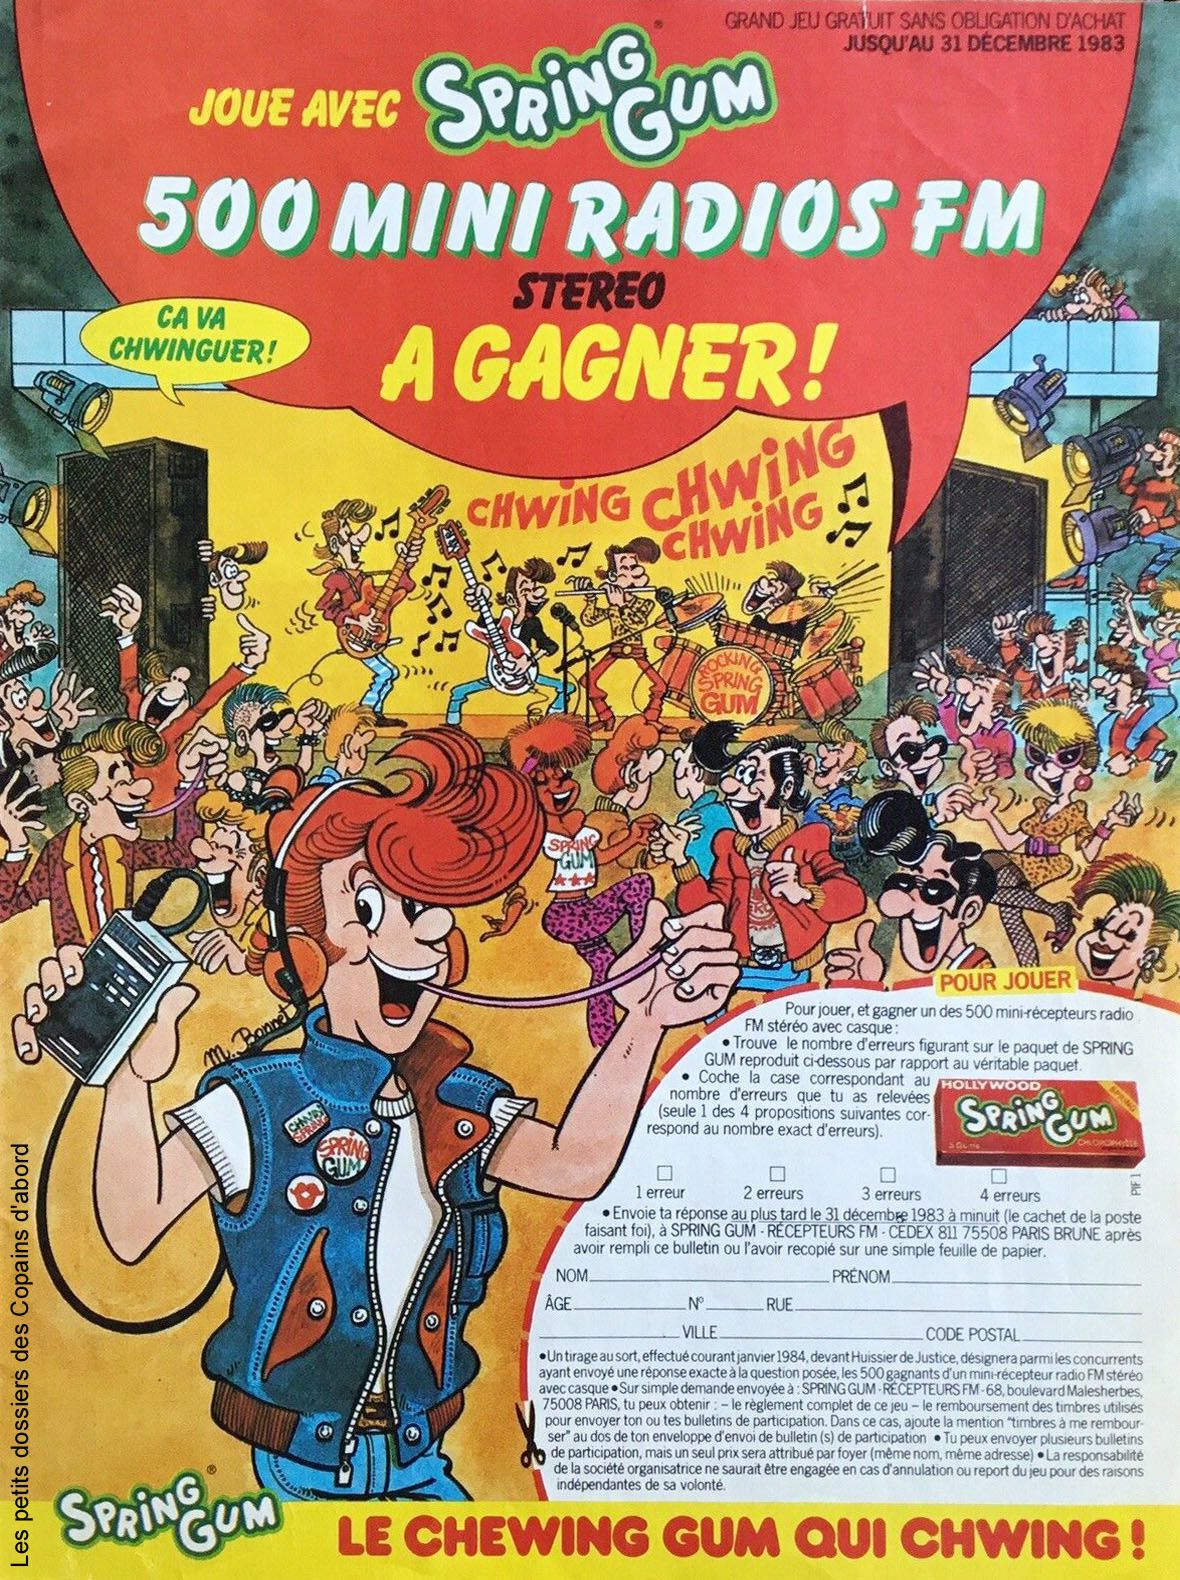 GRAND JEU GRATUIT SANS OBLIGATION D'ACHAT
JUSQU'AU 31 DÉCEMBRE 1983
JOUE AVEC SPRING GUM ®
500 MINI RADIOS FM
STEREO
A GAGNER!
CA VA
CHWINGUER!
CHWING CHWING
CHWING
ROCKING
SPRING
GUM
SPRING
GUM
M. Bonnet
SPRING
GUM
POUR JOUER
Pour jouer, et gagner un des 500 mini-récepteurs radio
FM stéréo avec casque :
• Trouve le nombre d'erreurs figurant sur le paquet de SPRING
GUM reproduit ci-dessous par rapport au véritable paquet.
• Coche la case correspondant au
nombre d'erreurs que tu as relevées
(seule 1 des 4 propositions suivantes cor-
respond au nombre exact d'erreurs).
HOLLYWOOD
SPRING GUM
CHLOROPHYLLE
1 erreur 2 erreurs 3 erreurs 4 erreurs
PIF 1
• Envoie ta réponse au plus tard le 31 décembre 1983 à minuit (le cachet de la poste
faisant foi), à SPRING GUM - RÉCEPTEURS FM - CEDEX 811 75508 PARIS BRUNE après
avoir rempli ce bulletin ou l'avoir recopié sur une simple feuille de papier.
NOM PRÉNOM
ÂGE N° RUE
VILLE CODE POSTAL
• Un tirage au sort, effectué courant janvier 1984, devant Huissier de Justice, désignera parmi les concurrents
ayant envoyé une réponse exacte à la question posée, les 500 gagnants d'un mini-récepteur radio FM stéréo
avec casque • Sur simple demande envoyée à : SPRING GUM - RÉCEPTEURS FM - 68, boulevard Malesherbes,
75008 PARIS, tu peux obtenir : – le règlement complet de ce jeu – le remboursement des timbres utilisés
pour envoyer ton ou tes bulletins de participation. Dans ce cas, ajoute la mention "timbres à me rembour-
ser" au dos de ton enveloppe d'envoi de bulletin (s) de participation • Tu peux envoyer plusieurs bulletins
de participation, mais un seul prix sera attribué par foyer (même nom, même adresse) • La responsabilité
de la société organisatrice ne saurait être engagée en cas d'annulation ou report du jeu pour des raisons
indépendantes de sa volonté.
SPRING GUM ®
LE CHEWING GUM QUI CHWING !
Les petits dossiers des Copains d'abord